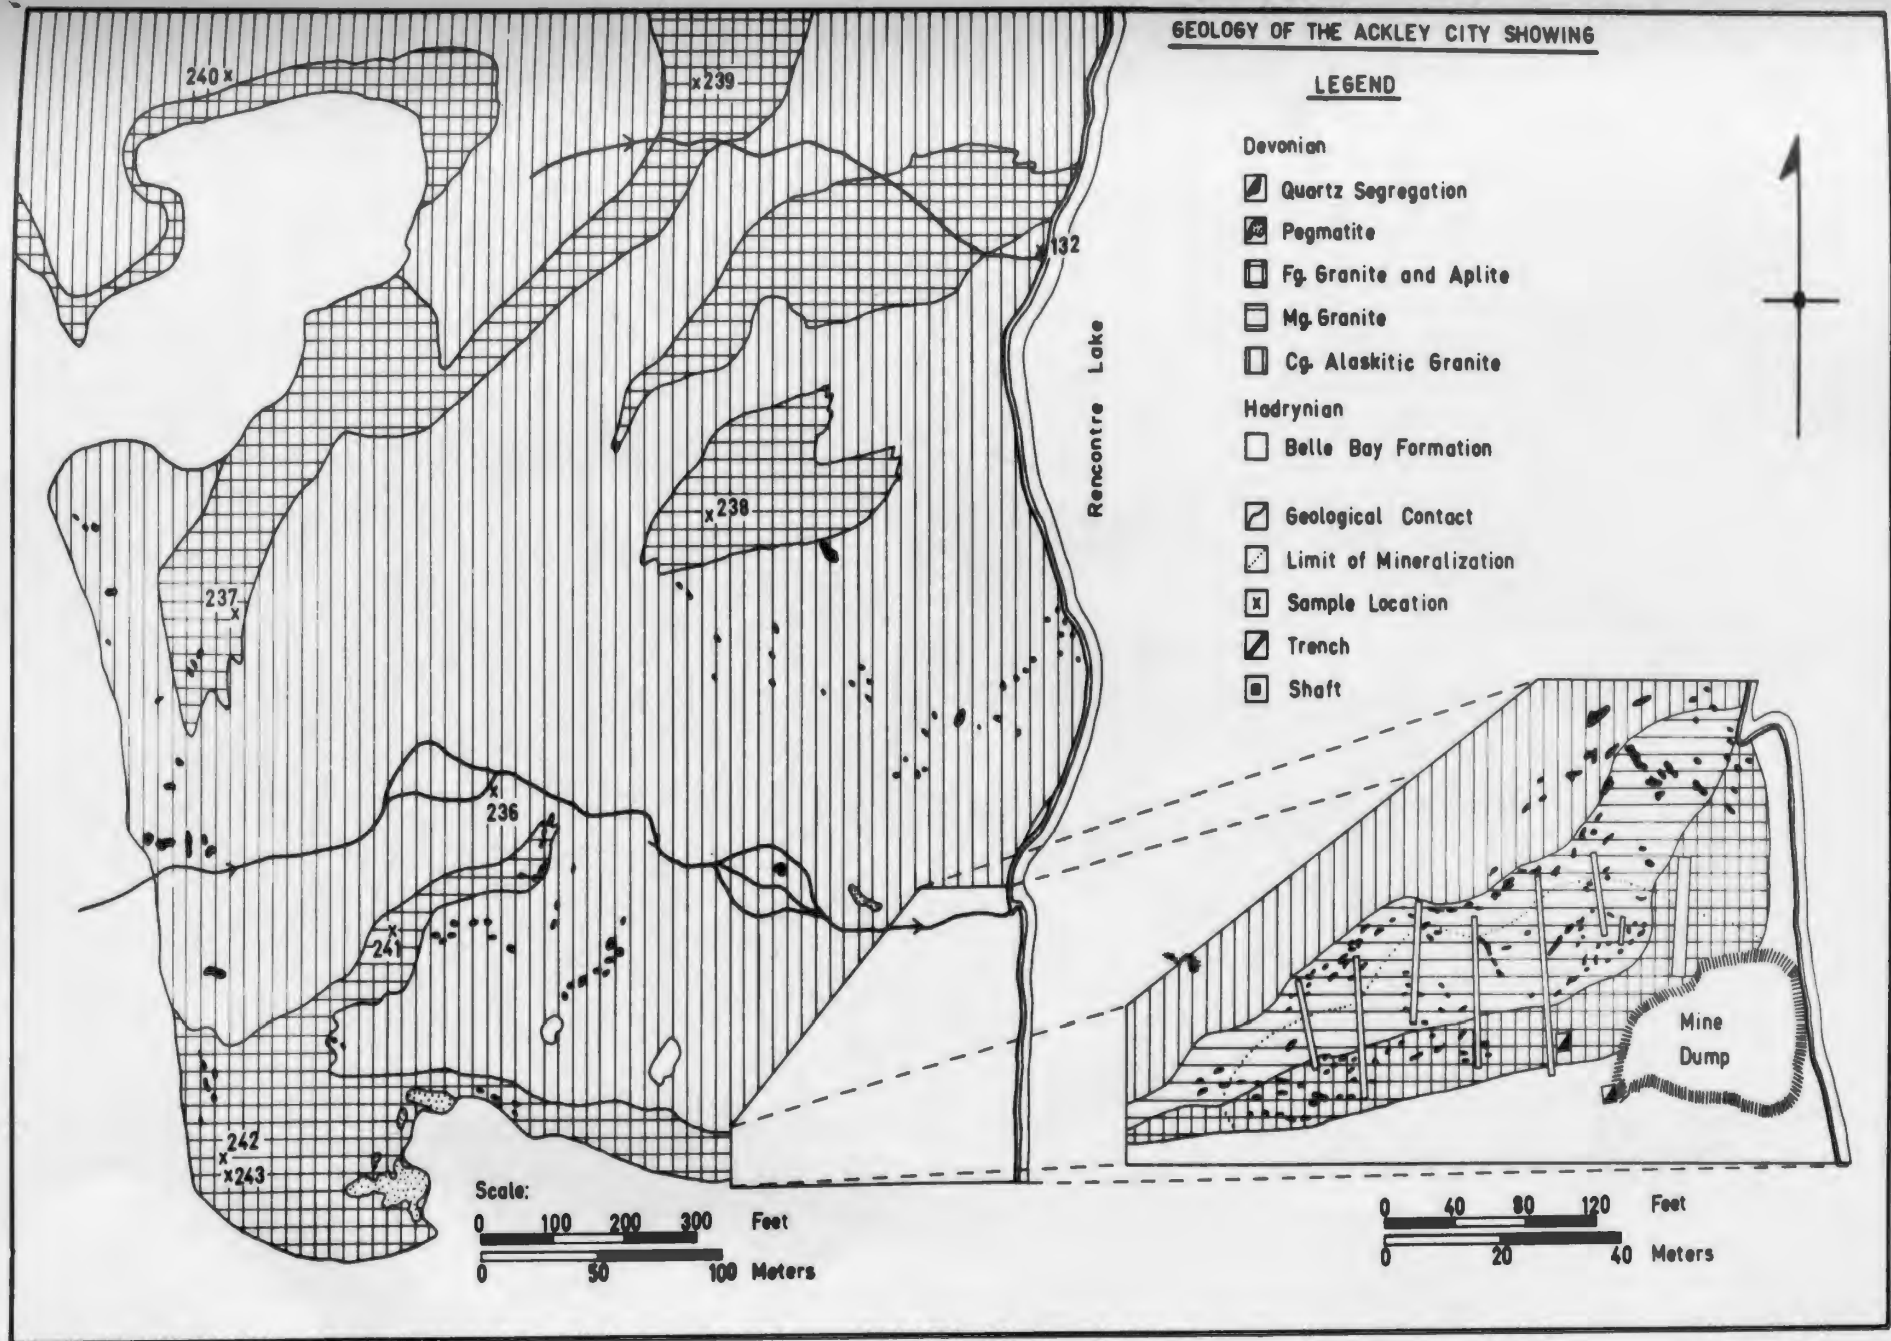 GEOLOGY OF THE ACKLEY CITY SHOWING
LEGEND
Devonian
Quartz Segregation
Pegmatite
Fg. Granite and Aplite
Mg. Granite
Cg. Alaskitic Granite
Hadrynian
Belle Bay Formation
Geological Contact
Limit of Mineralization
x Sample Location
Trench
Shaft
240 x
x 239
132
Rencontre Lake
x 238
237
x
x
236
x
241
242
x
x 243
Mine
Dump
Scale:
0 100 200 300 Feet
0 50 100 Meters
0 40 80 120 Feet
0 20 40 Meters